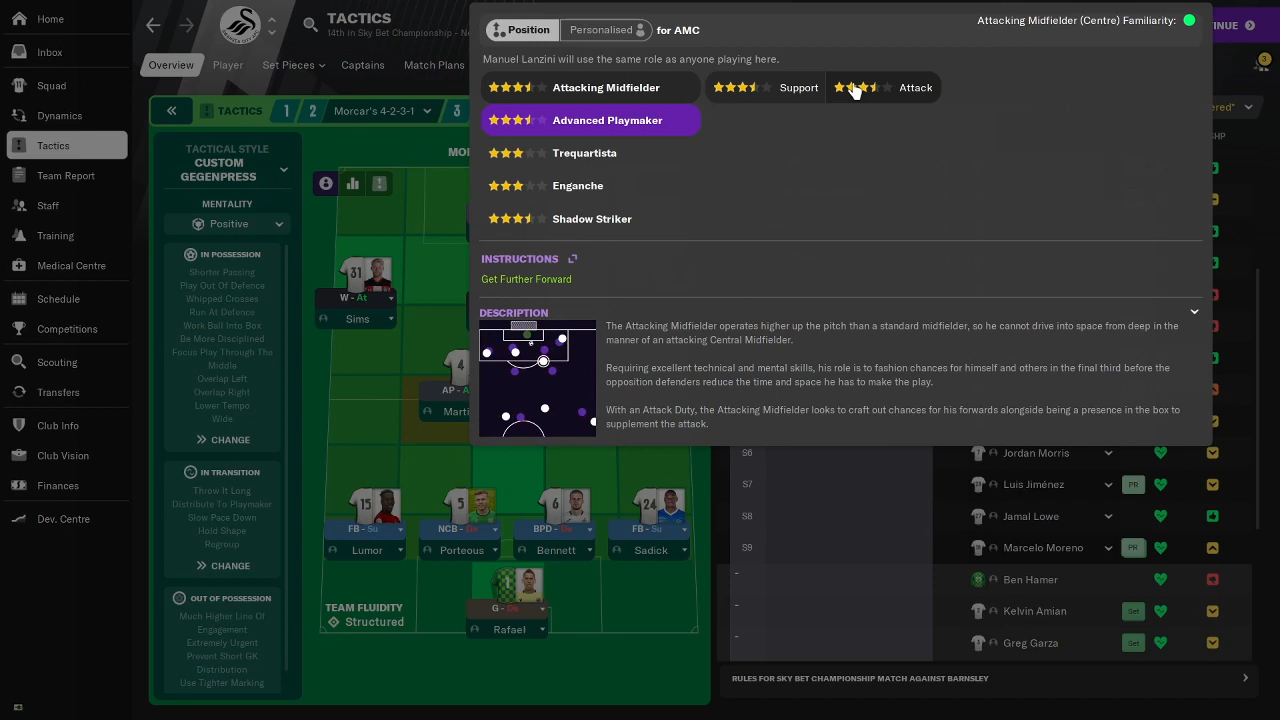 Home
Inbox
Squad
Dynamics
Tactics
Team Report
Staff
Training
Medical Centre
Schedule
Competitions
Scouting
Transfers
Club Info
Club Vision
Finances
Dev. Centre
TACTICS
14th in Sky Bet Championship - Ne
Overview
Player
Set Pieces
Captains
Match Plans
TACTICS
1
2
Morcar's 4-2-3-1
3
TACTICAL STYLE
CUSTOM
GEGENPRESS
MENTALITY
Positive
IN POSSESSION
Shorter Passing
Play Out Of Defence
Whipped Crosses
Run At Defence
Work Ball Into Box
Be More Disciplined
Focus Play Through The
Middle
Overlap Left
Overlap Right
Lower Tempo
Wide
CHANGE
IN TRANSITION
Throw It Long
Distribute To Playmaker
Slow Pace Down
Hold Shape
Regroup
CHANGE
OUT OF POSSESSION
Much Higher Line Of
Engagement
Extremely Urgent
Prevent Short GK
Distribution
Use Tighter Marking
MO
31
W - At
Sims
4
AP - A
Marti
15
FB - Su
Lumor
5
NCB - De
Porteous
6
BPD - De
Bennett
24
FB - Su
Sadick
1
G - De
Rafael
TEAM FLUIDITY
Structured
Position
Personalised
for AMC
Attacking Midfielder (Centre) Familiarity:
Manuel Lanzini will use the same role as anyone playing here.
Attacking Midfielder
Support
Attack
Advanced Playmaker
Trequartista
Enganche
Shadow Striker
INSTRUCTIONS
Get Further Forward
DESCRIPTION
The Attacking Midfielder operates higher up the pitch than a standard midfielder, so he cannot drive into space from deep in the
manner of an attacking Central Midfielder.
Requiring excellent technical and mental skills, his role is to fashion chances for himself and others in the final third before the
opposition defenders reduce the time and space he has to make the play.
With an Attack Duty, the Attacking Midfielder looks to craft out chances for his forwards alongside being a presence in the box to
supplement the attack.
NTINUE
3
ered"
HP
S6
Jordan Morris
S7
Luis Jiménez
PR
S8
Jamal Lowe
S9
Marcelo Moreno
PR
-
Ben Hamer
-
Kelvin Amian
Set
-
Greg Garza
Set
RULES FOR SKY BET CHAMPIONSHIP MATCH AGAINST BARNSLEY